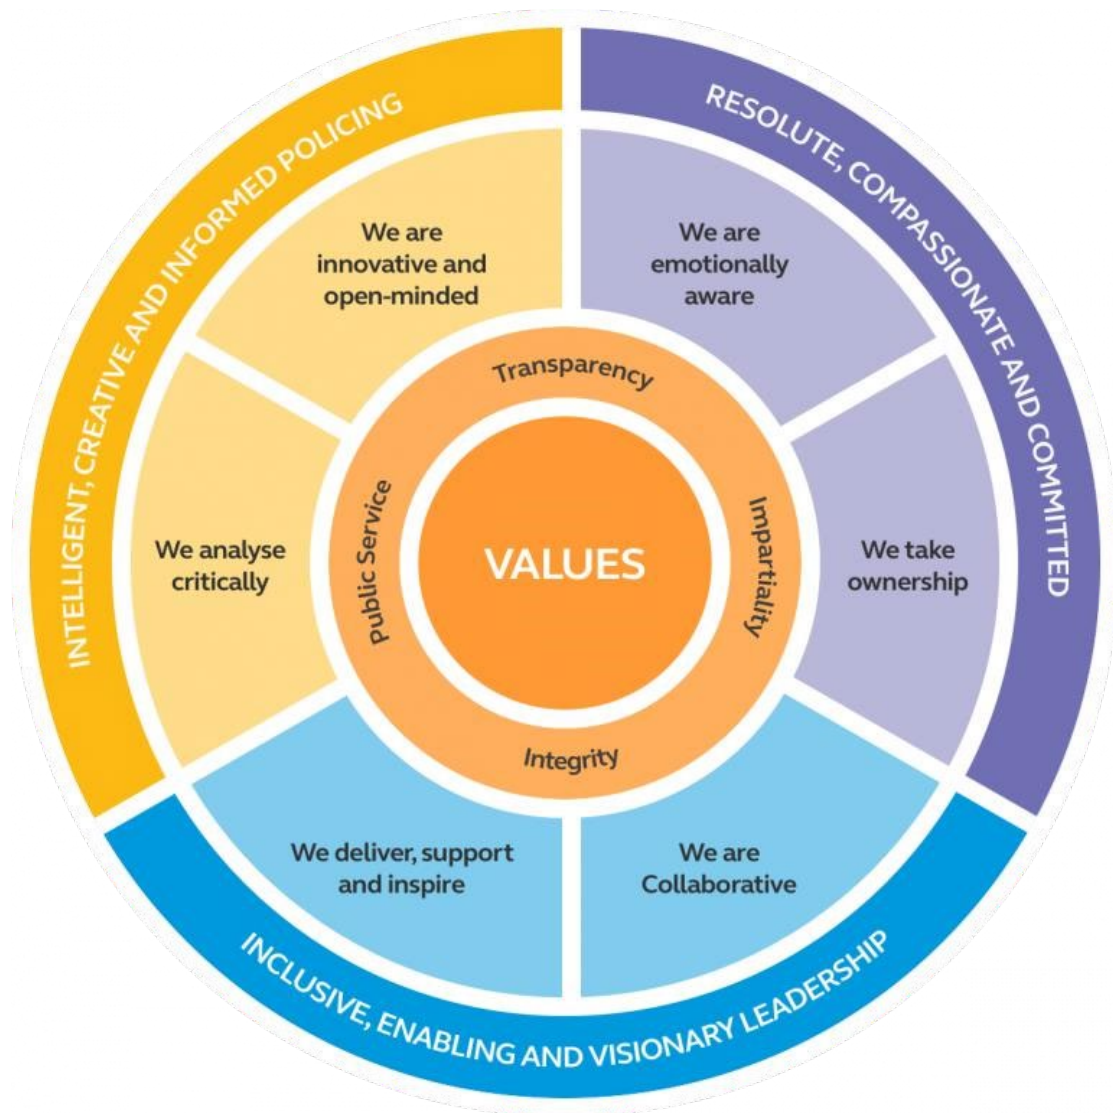 INTELLIGENT, CREATIVE AND INFORMED POLICING
RESOLUTE, COMPASSIONATE AND COMMITTED
We are
innovative and
open-minded
We are
emotionally
aware
Transparency
We analyse
critically
Public Service
VALUES
Impartiality
We take
ownership
Integrity
We deliver, support
and inspire
We are
Collaborative
INCLUSIVE, ENABLING AND VISIONARY LEADERSHIP